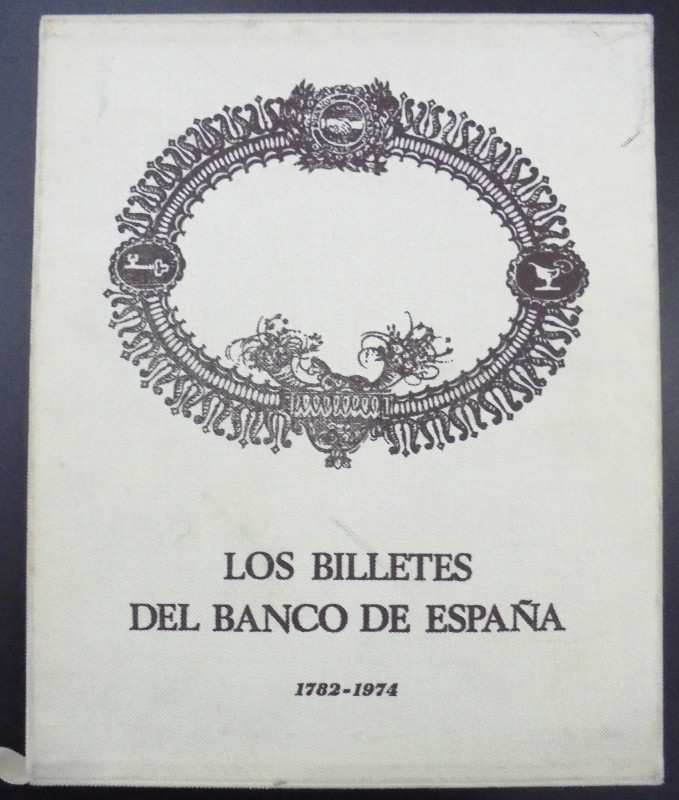 LOS BILLETES
DEL BANCO DE ESPAÑA
1782-1974